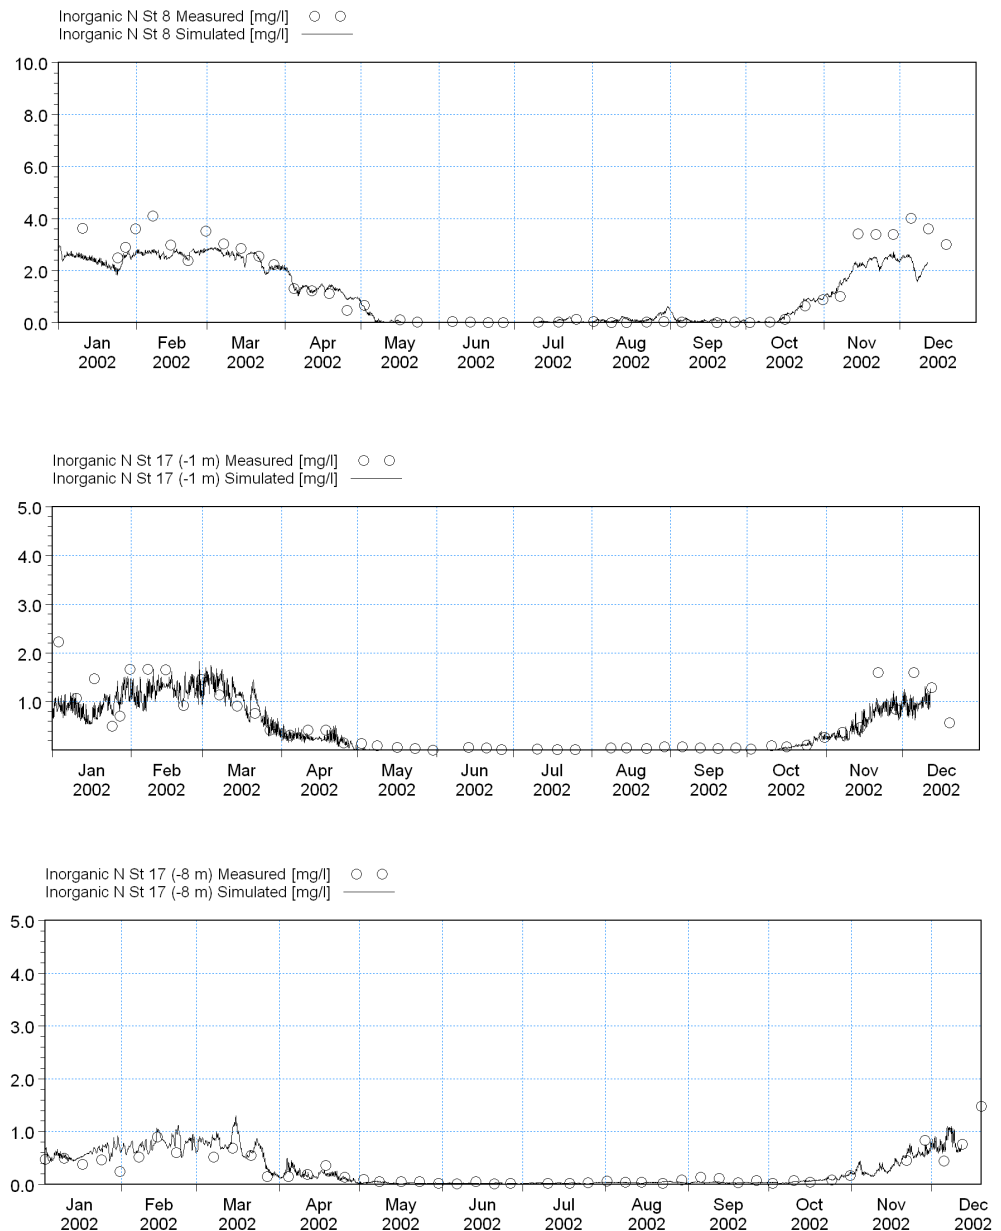 Inorganic N St 8 Measured [mg/l]
Inorganic N St 8 Simulated [mg/l]
10.0
8.0
6.0
4.0
2.0
0.0
Jan Feb Mar Apr May Jun Jul Aug Sep Oct Nov Dec
2002 2002 2002 2002 2002 2002 2002 2002 2002 2002 2002 2002
Inorganic N St 17 (-1 m) Measured [mg/l]
Inorganic N St 17 (-1 m) Simulated [mg/l]
5.0
4.0
3.0
2.0
1.0
Jan Feb Mar Apr May Jun Jul Aug Sep Oct Nov Dec
2002 2002 2002 2002 2002 2002 2002 2002 2002 2002 2002 2002
Inorganic N St 17 (-8 m) Measured [mg/l]
Inorganic N St 17 (-8 m) Simulated [mg/l]
5.0
4.0
3.0
2.0
1.0
0.0
Jan Feb Mar Apr May Jun Jul Aug Sep Oct Nov Dec
2002 2002 2002 2002 2002 2002 2002 2002 2002 2002 2002 2002